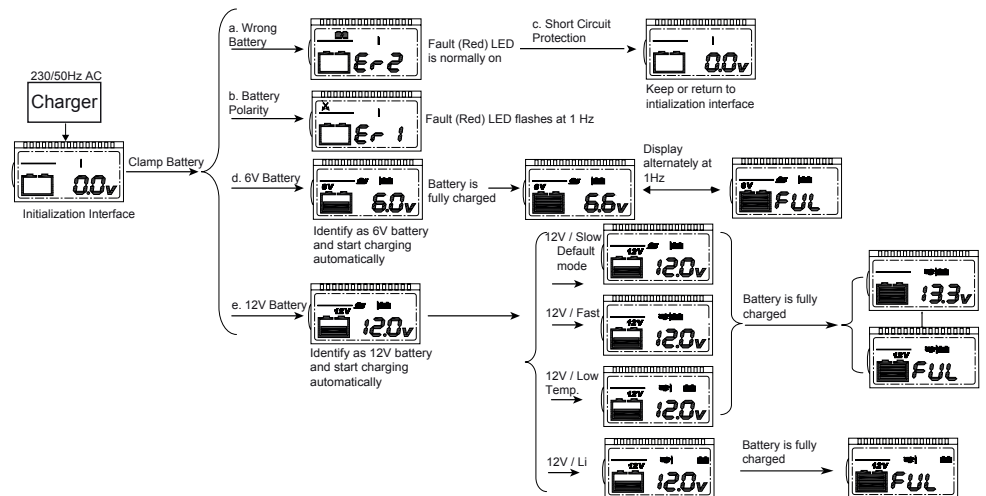 230/50Hz AC
Charger
0.0v
Initialization Interface
Clamp Battery
a. Wrong
Battery
Er2
Fault (Red) LED
is normally on
c. Short Circuit
Protection
0.0v
Keep or return to
intialization interface
b. Battery
Polarity
Er1
Fault (Red) LED flashes at 1 Hz
d. 6V Battery
6.0v
Identify as 6V battery
and start charging
automatically
Battery is
fully charged
6V
6.6v
Display
alternately at
1Hz
6V
FUL
e. 12V Battery
12V
12.0v
Identify as 12V battery
and start charging
automatically
12V / Slow
Default
mode
12V
12.0v
12V / Fast
12V
12.0v
12V / Low
Temp.
12V
12.0v
Battery is fully
charged
13.3v
12V
FUL
12V / Li
12V
12.0v
Battery is fully
charged
12V
FUL